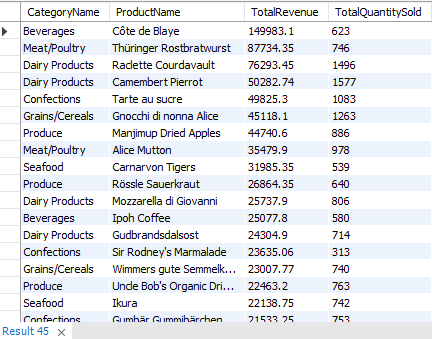 CategoryName ProductName TotalRevenue TotalQuantitySold
Beverages Côte de Blaye 149983.1 623
Meat/Poultry Thüringer Rostbratwurst 87734.35 746
Dairy Products Raclette Courdavault 76293.45 1496
Dairy Products Camembert Pierrot 50282.74 1577
Confections Tarte au sucre 49825.3 1083
Grains/Cereals Gnocchi di nonna Alice 45118.1 1263
Produce Manjimup Dried Apples 44740.6 886
Meat/Poultry Alice Mutton 35479.9 978
Seafood Carnarvon Tigers 31985.35 539
Produce Rössle Sauerkraut 26864.35 640
Dairy Products Mozzarella di Giovanni 25737.9 806
Beverages Ipoh Coffee 25077.8 580
Dairy Products Gudbrandsdalsost 24304.9 714
Confections Sir Rodney's Marmalade 23635.06 313
Grains/Cereals Wimmers gute Semmelk... 23007.77 740
Produce Uncle Bob's Organic Dri... 22463.2 763
Seafood Ikura 22138.75 742
Confections Gumbär Gummibärchen 21533.25 753
Result 45